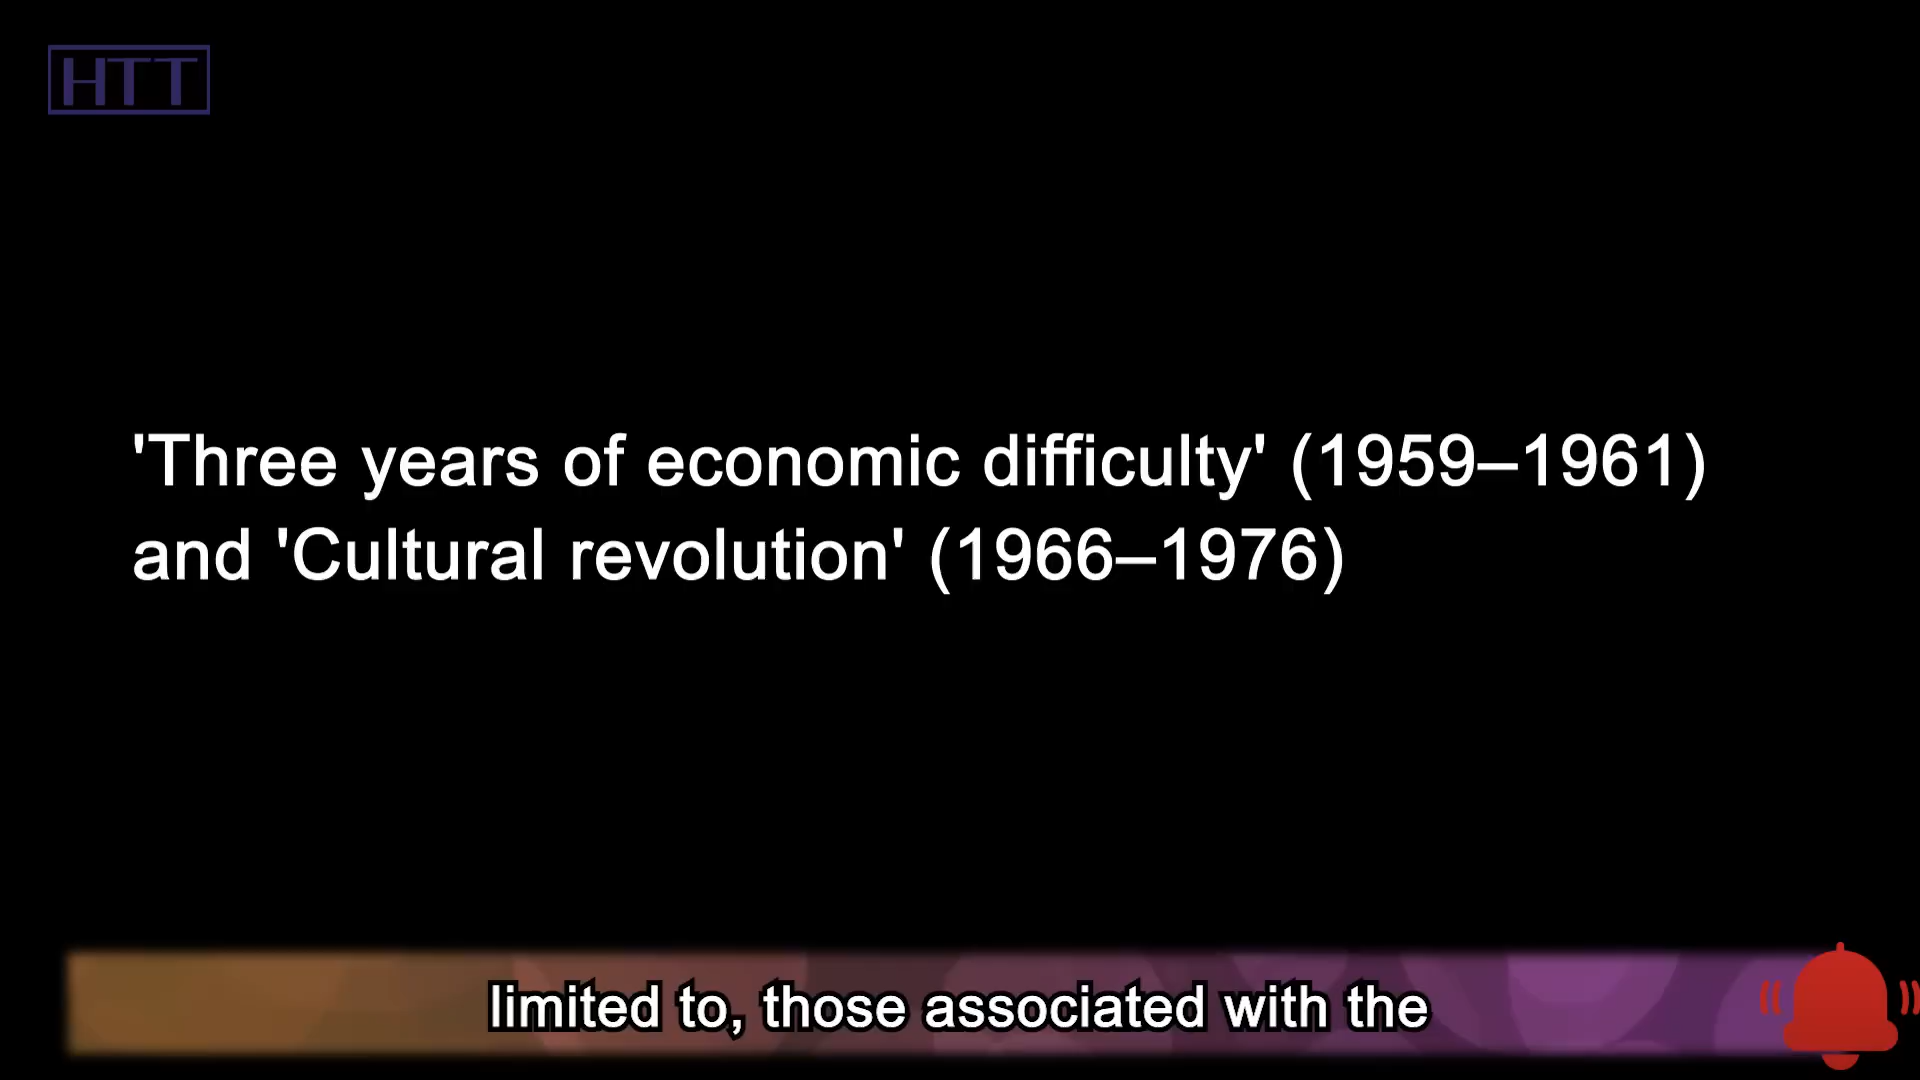 HTT
'Three years of economic difficulty' (1959–1961)
and 'Cultural revolution' (1966–1976)
limited to, those associated with the